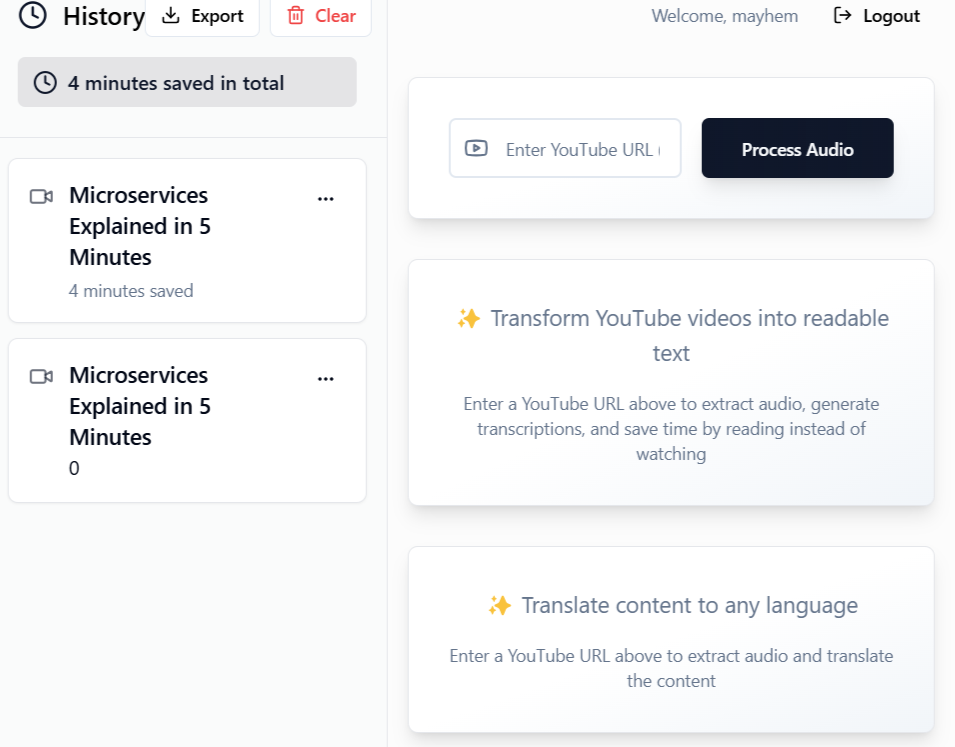 History
Export
Clear
4 minutes saved in total
Microservices
Explained in 5
Minutes
4 minutes saved
Microservices
Explained in 5
Minutes
0
Welcome, mayhem
Logout
Enter YouTube URL (
Process Audio
✨ Transform YouTube videos into readable
text
Enter a YouTube URL above to extract audio, generate
transcriptions, and save time by reading instead of
watching
✨ Translate content to any language
Enter a YouTube URL above to extract audio and translate
the content